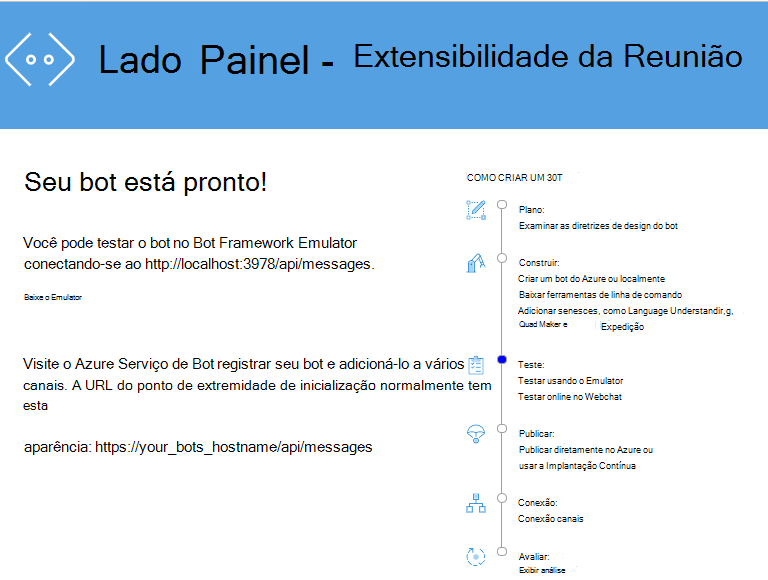 Lado Painel - Extensibilidade da Reunião
Seu bot está pronto!
Você pode testar o bot no Bot Framework Emulator
conectando-se ao http://localhost:3978/api/messages.
Baixe o Emulator
Visite o Azure Serviço de Bot registrar seu bot e adicioná-lo a vários
canais. A URL do ponto de extremidade de inicialização normalmente tem
esta
aparência: https://your_bots_hostname/api/messages
COMO CRIAR UM 30T
Plano:
Examinar as diretrizes de design do bot
Construir:
Criar um bot do Azure ou localmente
Baixar ferramentas de linha de comando
Adicionar senesces, como Language Understandir,g,
Quad Maker e Expedição
Teste:
Testar usando o Emulator
Testar online no Webchat
Publicar:
Publicar diretamente no Azure ou
usar a Implantação Contínua
Conexão:
Conexão canais
Avaliar:
Exibir análise